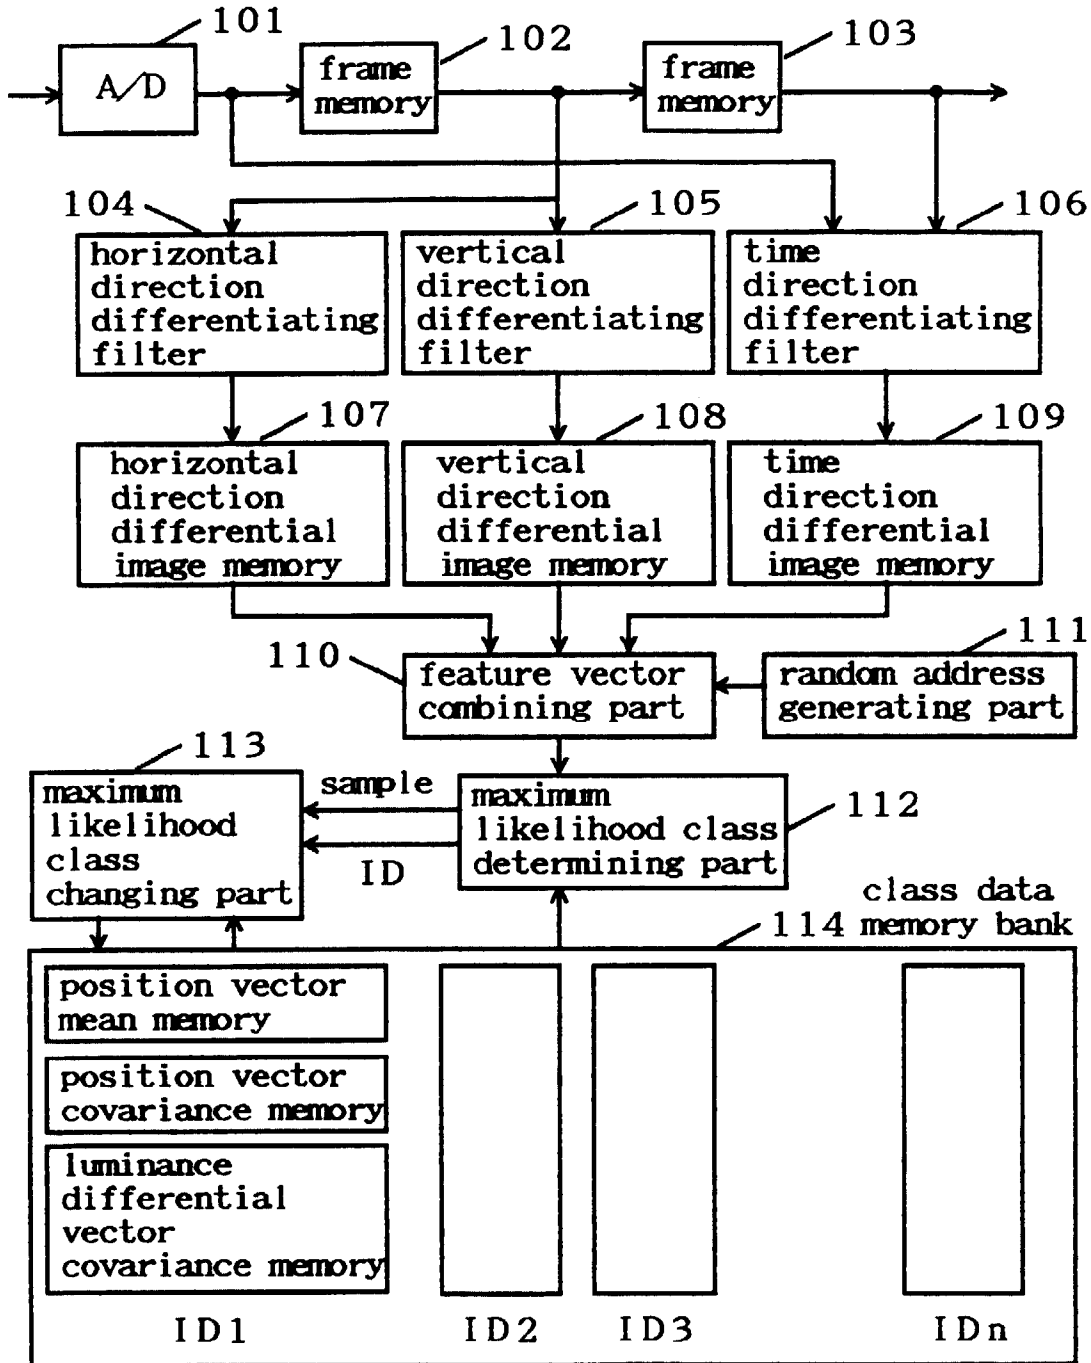 101
102
103
A/D
frame
memory
frame
memory
104
105
106
horizontal
direction
differentiating
filter
vertical
direction
differentiating
filter
time
direction
differentiating
filter
107
108
109
horizontal
direction
differential
image memory
vertical
direction
differential
image memory
time
direction
differential
image memory
110
111
feature vector
combining part
random address
generating part
113
maximum
likelihood
class
changing part
sample
ID
maximum
likelihood class
determining part
112
class data
114 memory bank
position vector
mean memory
position vector
covariance memory
luminance
differential
vector
covariance memory
ID1
ID2
ID3
IDn